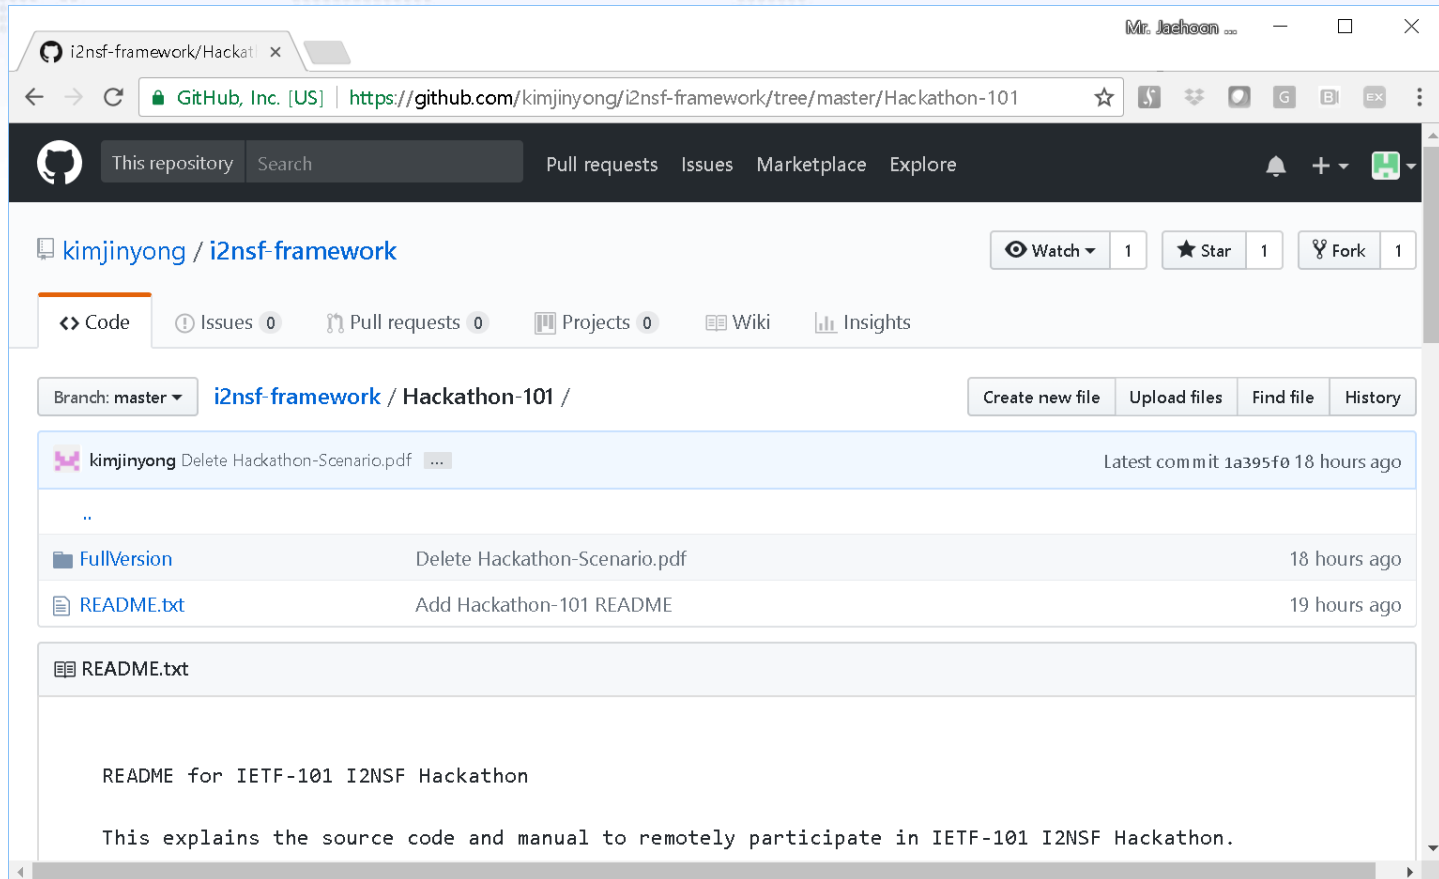 Mr. Jaehoon ...
i2nsf-framework/Hackat
GitHub, Inc. [US] https://github.com/kimjinyong/i2nsf-framework/tree/master/Hackathon-101
G BI EX
This repository Search Pull requests Issues Marketplace Explore
kimjinyong / i2nsf-framework Watch 1 Star 1 Fork 1
Code Issues 0 Pull requests 0 Projects 0 Wiki Insights
Branch: master i2nsf-framework / Hackathon-101 / Create new file Upload files Find file History
kimjinyong Delete Hackathon-Scenario.pdf ... Latest commit 1a395f0 18 hours ago
..
FullVersion Delete Hackathon-Scenario.pdf 18 hours ago
README.txt Add Hackathon-101 README 19 hours ago
README.txt
README for IETF-101 I2NSF Hackathon
This explains the source code and manual to remotely participate in IETF-101 I2NSF Hackathon.